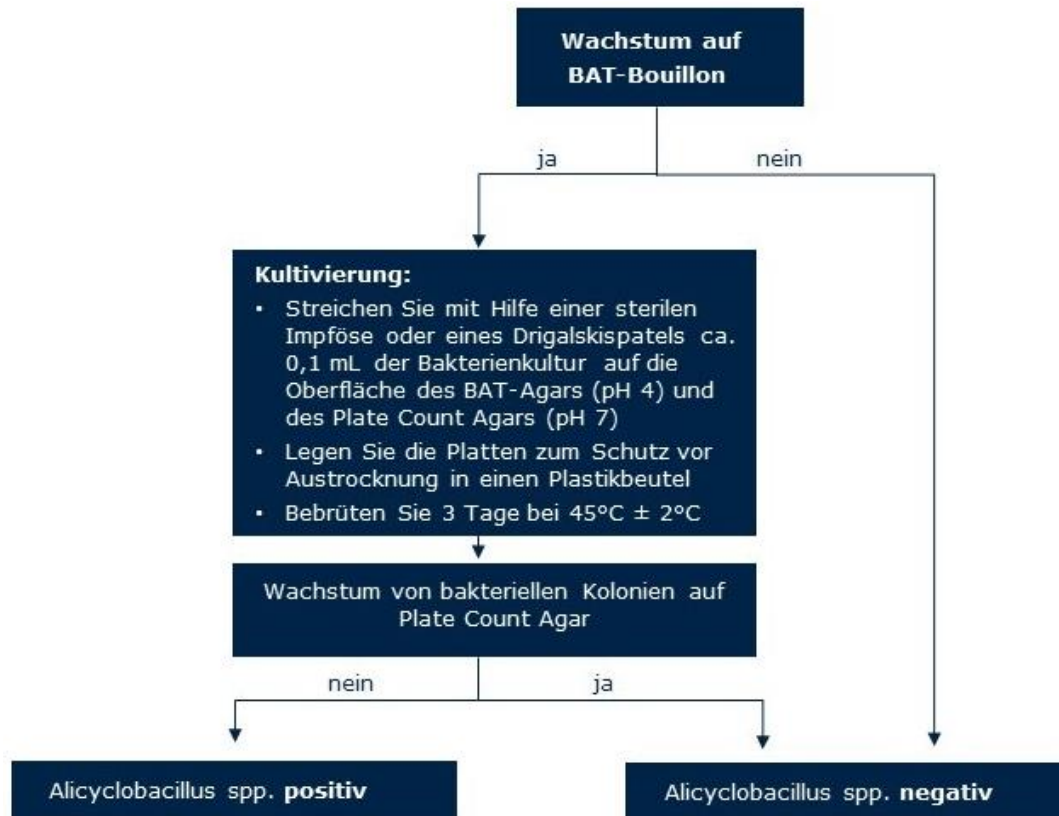 Wachstum auf
BAT-Bouillon
ja
nein
Kultivierung:
• Streichen Sie mit Hilfe einer sterilen
Impföse oder eines Drigalskispatels ca.
0,1 mL der Bakterienkultur auf die
Oberfläche des BAT-Agars (pH 4) und
des Plate Count Agars (pH 7)
• Legen Sie die Platten zum Schutz vor
Austrocknung in einen Plastikbeutel
• Bebrüten Sie 3 Tage bei 45°C ± 2°C
Wachstum von bakteriellen Kolonien auf
Plate Count Agar
nein
ja
Alicyclobacillus spp. positiv
Alicyclobacillus spp. negativ